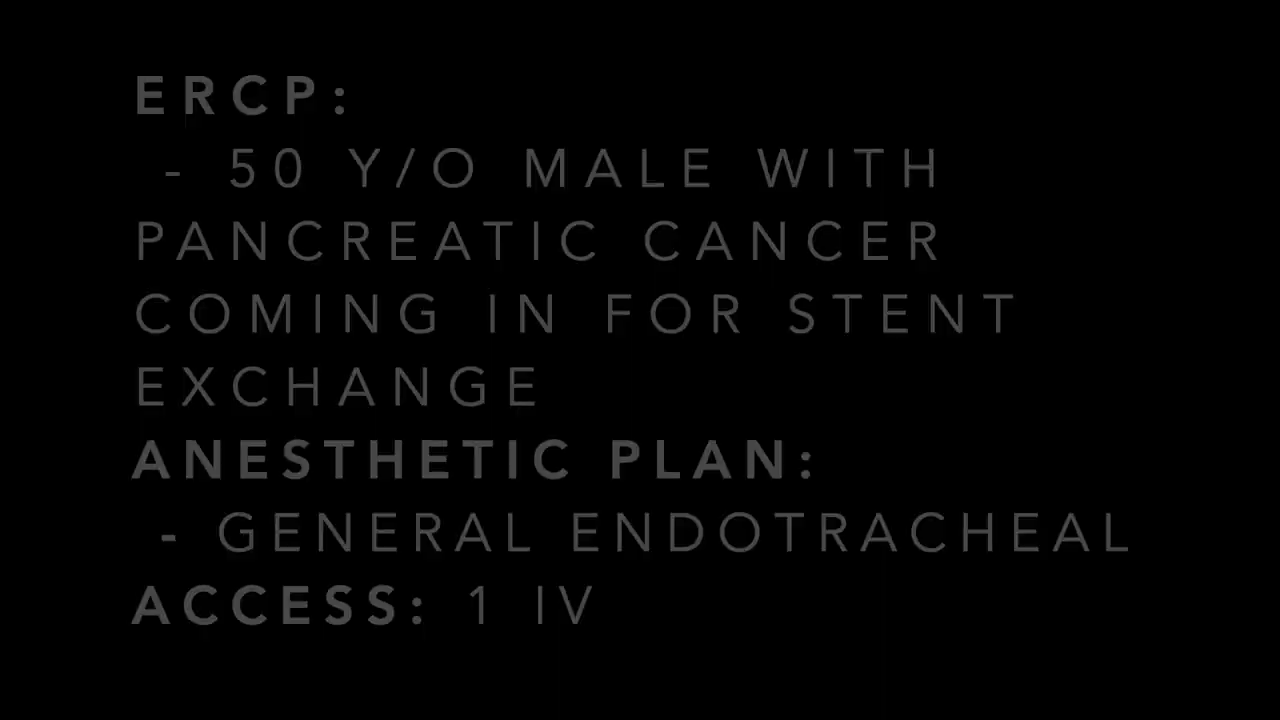 ERCP:
- 50 Y/O MALE WITH
PANCREATIC CANCER
COMING IN FOR STENT
EXCHANGE
ANESTHETIC PLAN:
- GENERAL ENDOTRACHEAL
ACCESS: 1 IV